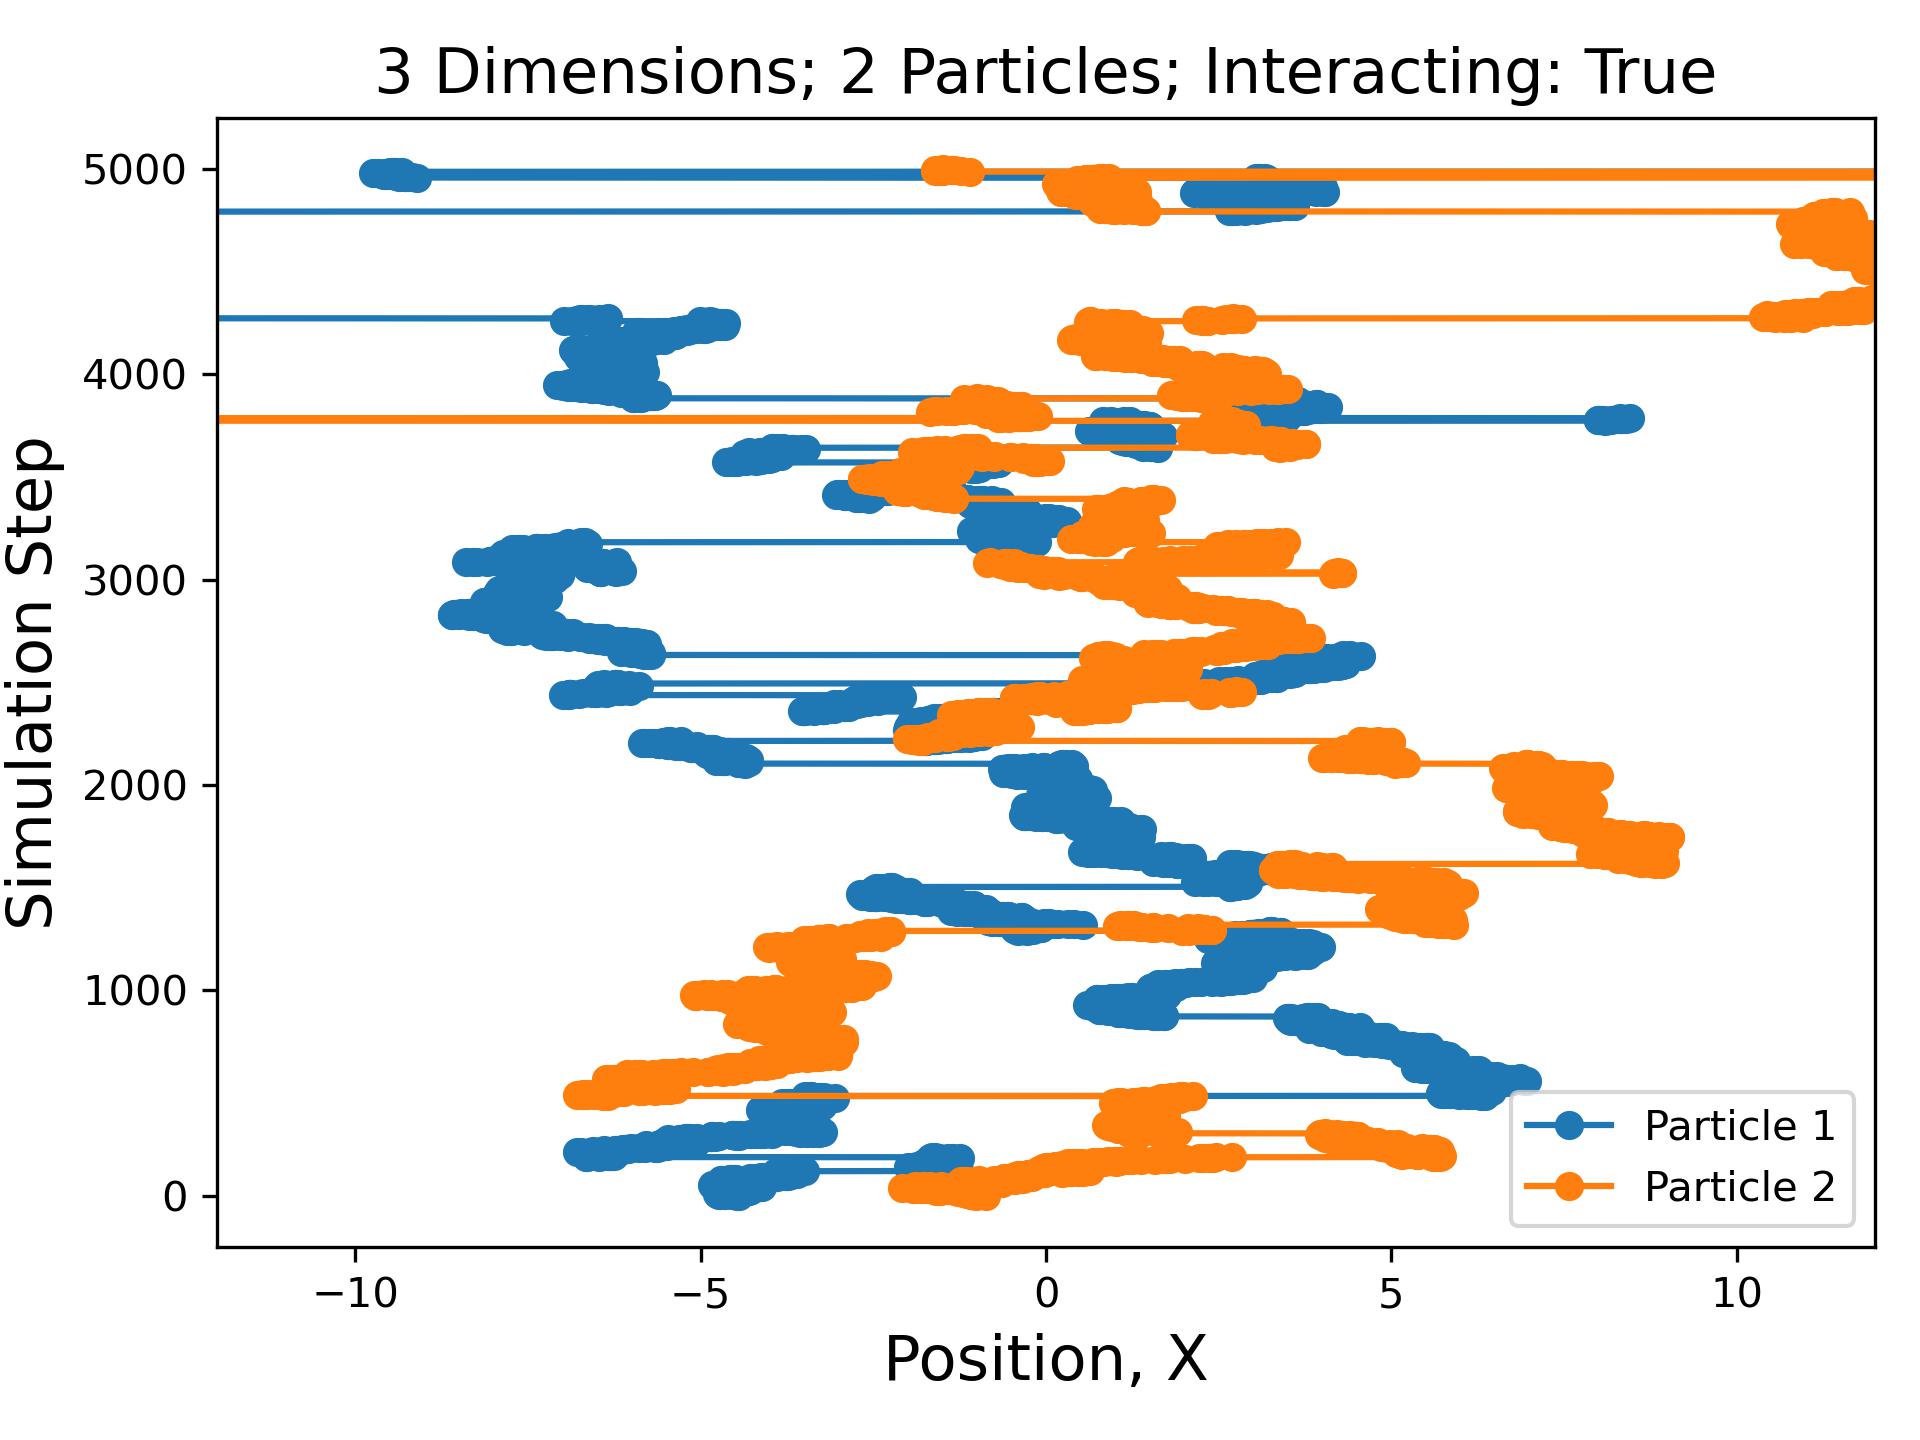 3 Dimensions; 2 Particles; Interacting: True
Simulation Step
5000
4000
3000
2000
1000
0
−10
−5
0
5
10
Position, X
Particle 1
Particle 2